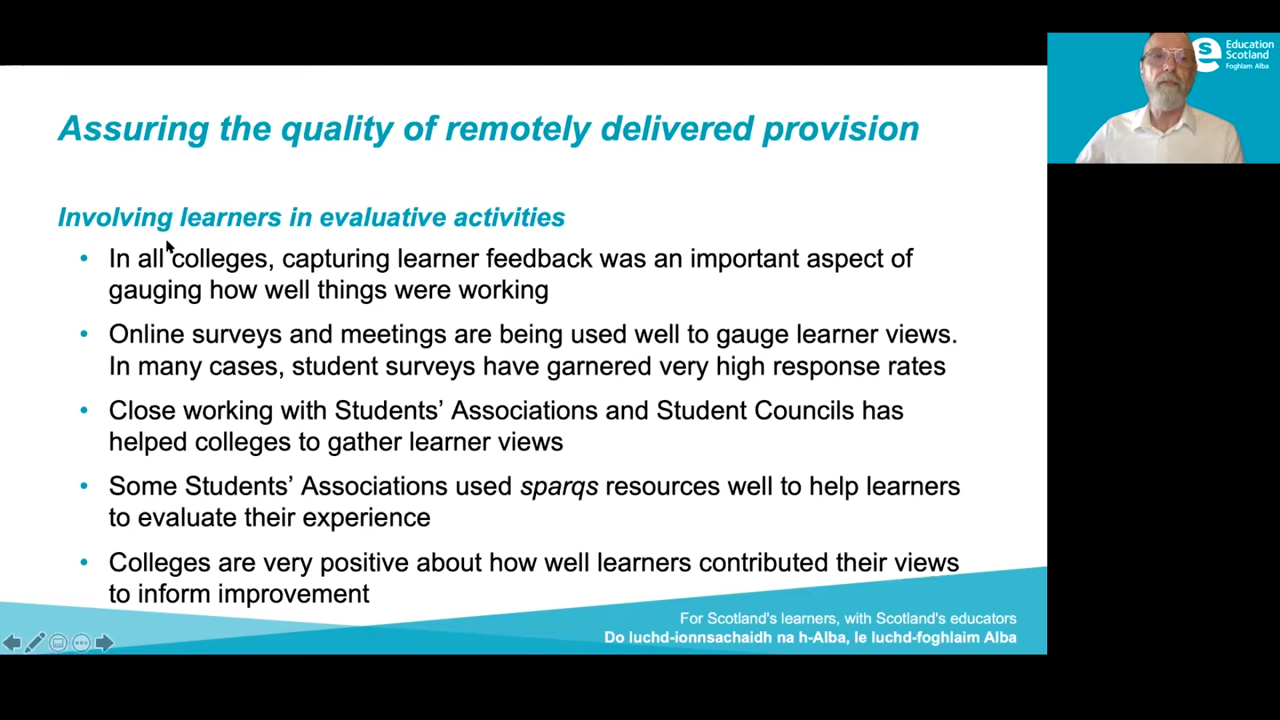 Assuring the quality of remotely delivered provision
Involving learners in evaluative activities
• In all colleges, capturing learner feedback was an important aspect of
gauging how well things were working
• Online surveys and meetings are being used well to gauge learner views.
In many cases, student surveys have garnered very high response rates
• Close working with Students’ Associations and Student Councils has
helped colleges to gather learner views
• Some Students’ Associations used sparqs resources well to help learners
to evaluate their experience
• Colleges are very positive about how well learners contributed their views
to inform improvement
For Scotland's learners, with Scotland's educators
Do luchd-ionnsachaidh na h-Alba, le luchd-foghlaim Alba
Education
Scotland
Foghlam Alba